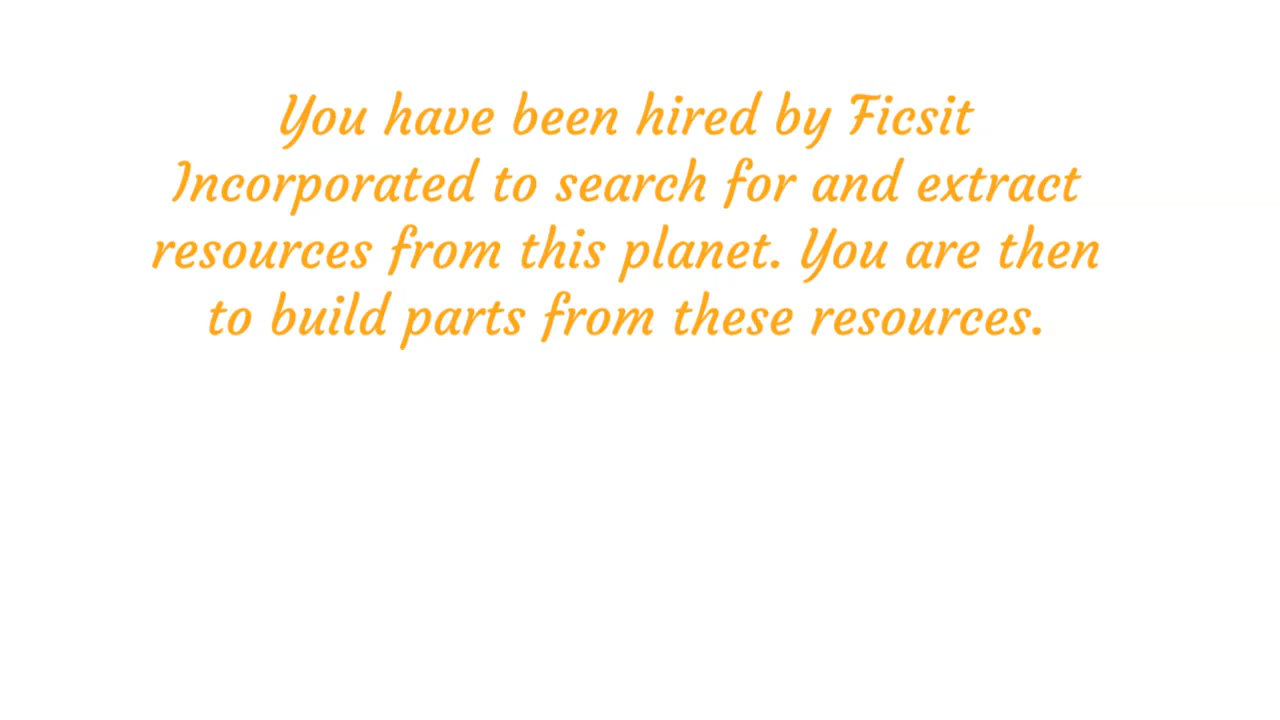 You have been hired by Ficsit
Incorporated to search for and extract
resources from this planet. You are then
to build parts from these resources.